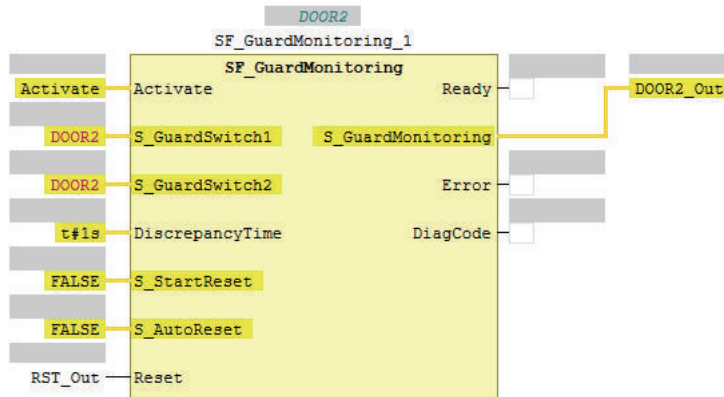 DOOR2
SF_GuardMonitoring_1
SF_GuardMonitoring
Activate Activate Ready DOOR2_Out
DOOR2 S_GuardSwitch1 S_GuardMonitoring
DOOR2 S_GuardSwitch2 Error
t#1s DiscrepancyTime DiagCode
FALSE S_StartReset
FALSE S_AutoReset
RST_Out Reset